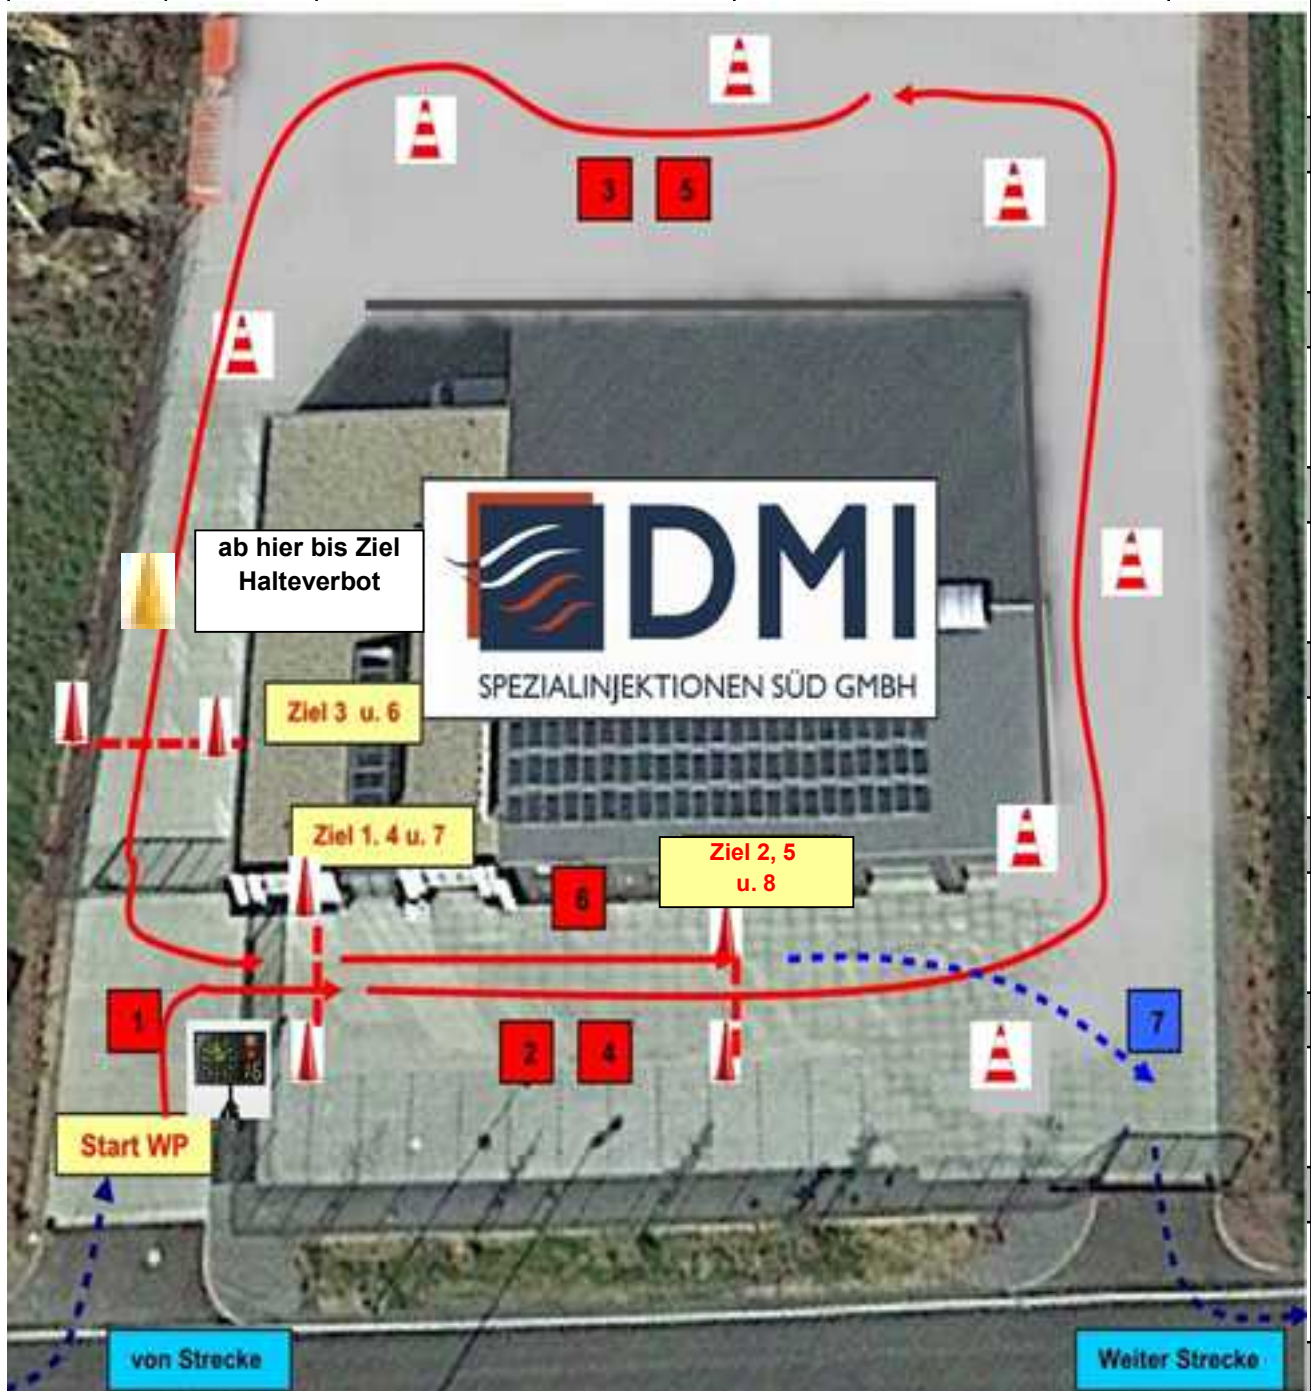 3 5
ab hier bis Ziel
Halteverbot
DMI
SPEZIALINJEKTIONEN SÜD GMBH
Ziel 3 u. 6
Ziel 1. 4 u. 7
Ziel 2, 5
u. 8
6
1
2 4
7
Start WP
von Strecke
Weiter Strecke